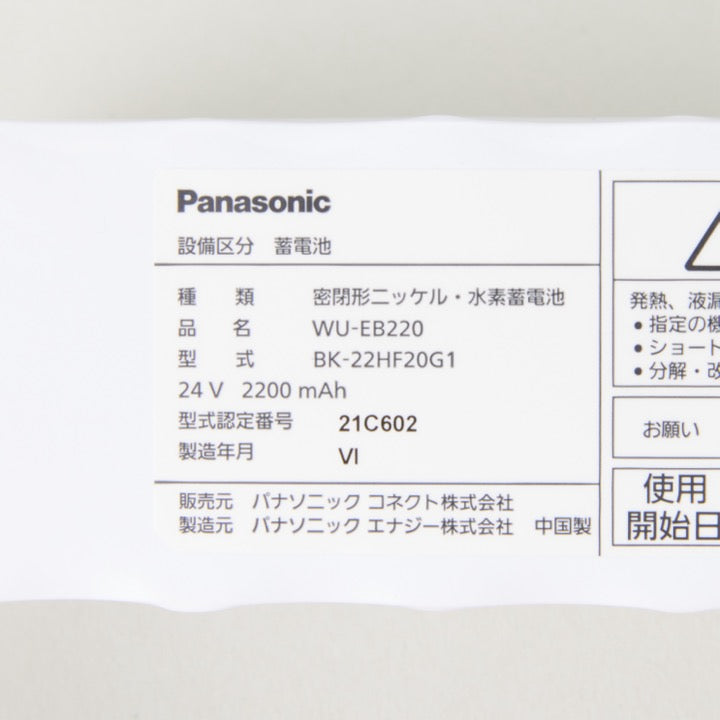 Panasonic
設備区分 蓄電池
種 類 密閉形ニッケル・水素蓄電池
品 名 WU-EB220
型 式 BK-22HF20G1
24 V 2200 mAh
型式認定番号 21C602
製造年月 VI
販売元 パナソニック コネクト株式会社
製造元 パナソニック エナジー株式会社 中国製
発熱、液漏
• 指定の機
• ショート
• 分解・改
お願い
使用
開始日